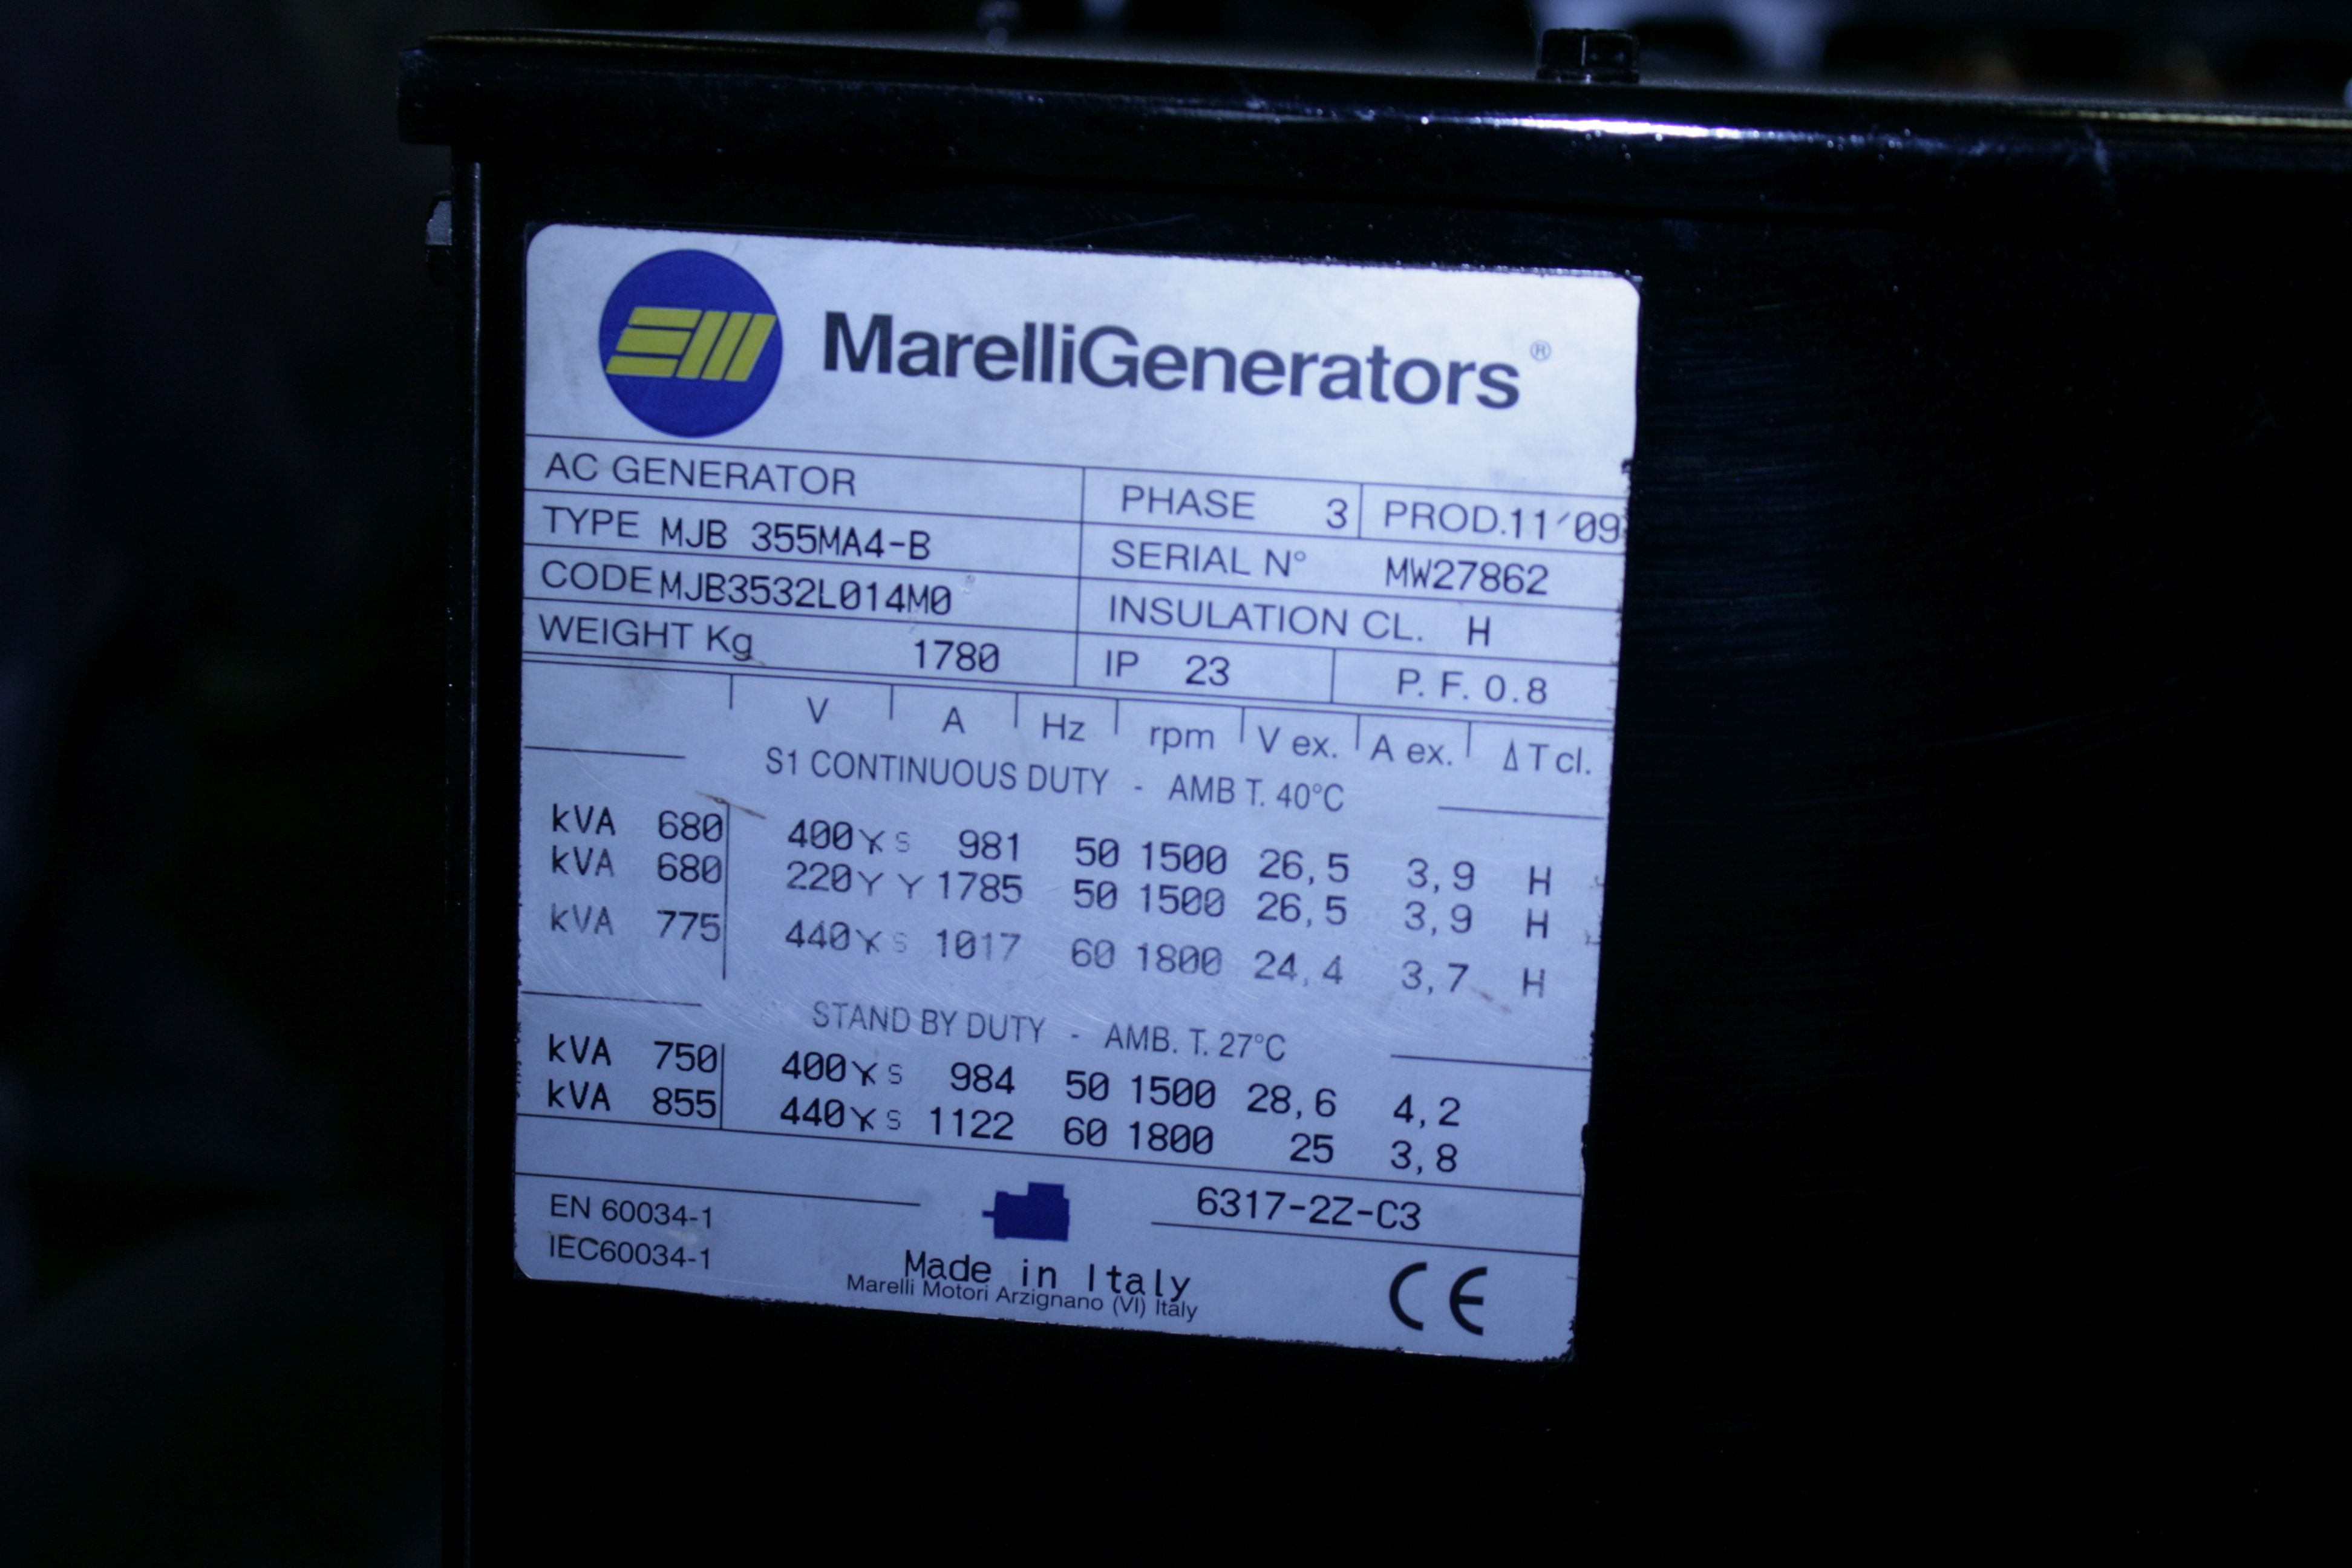 MarelliGenerators®
AC GENERATOR PHASE 3 PROD. 11´09
TYPE MJB 355MA4-B SERIAL N° MW27862
CODE MJB3532L014M0 INSULATION CL. H
WEIGHT Kg 1780 IP 23 P. F. 0.8
V A Hz rpm V ex. A ex. Δ T cl.
S1 CONTINUOUS DUTY - AMB T. 40°C
kVA 680 400 Y S 981 50 1500 26,5 3,9 H
kVA 680 220 Y Y 1785 50 1500 26,5 3,9 H
kVA 775 440 Y S 1017 60 1800 24,4 3,7 H
STAND BY DUTY - AMB. T. 27°C
kVA 750 400 Y S 984 50 1500 28,6 4,2
kVA 855 440 Y S 1122 60 1800 25 3,8
EN 60034-1 6317-2Z-C3
IEC60034-1
Made in Italy
Marelli Motori Arzignano (VI) Italy
CE